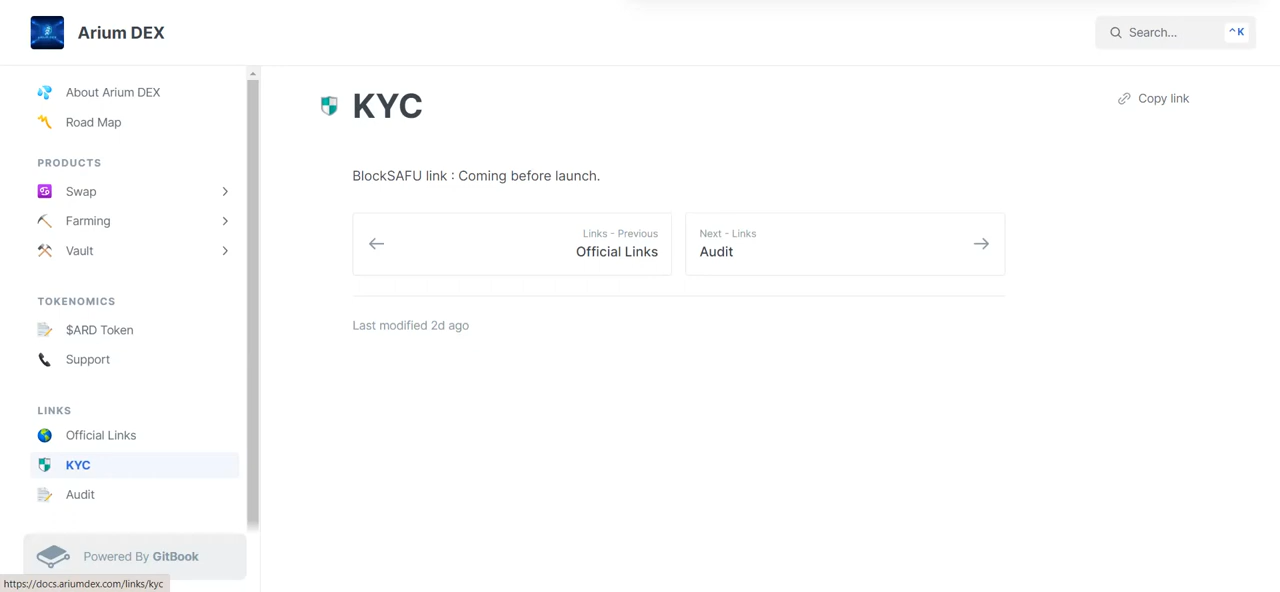 Arium DEX
Search...
^K
About Arium DEX
Road Map
PRODUCTS
Swap
Farming
Vault
TOKENOMICS
$ARD Token
Support
LINKS
Official Links
KYC
Audit
Powered By GitBook
https://docs.ariumdex.com/links/kyc
KYC
Copy link
BlockSAFU link : Coming before launch.
Links - Previous
Official Links
Next - Links
Audit
Last modified 2d ago